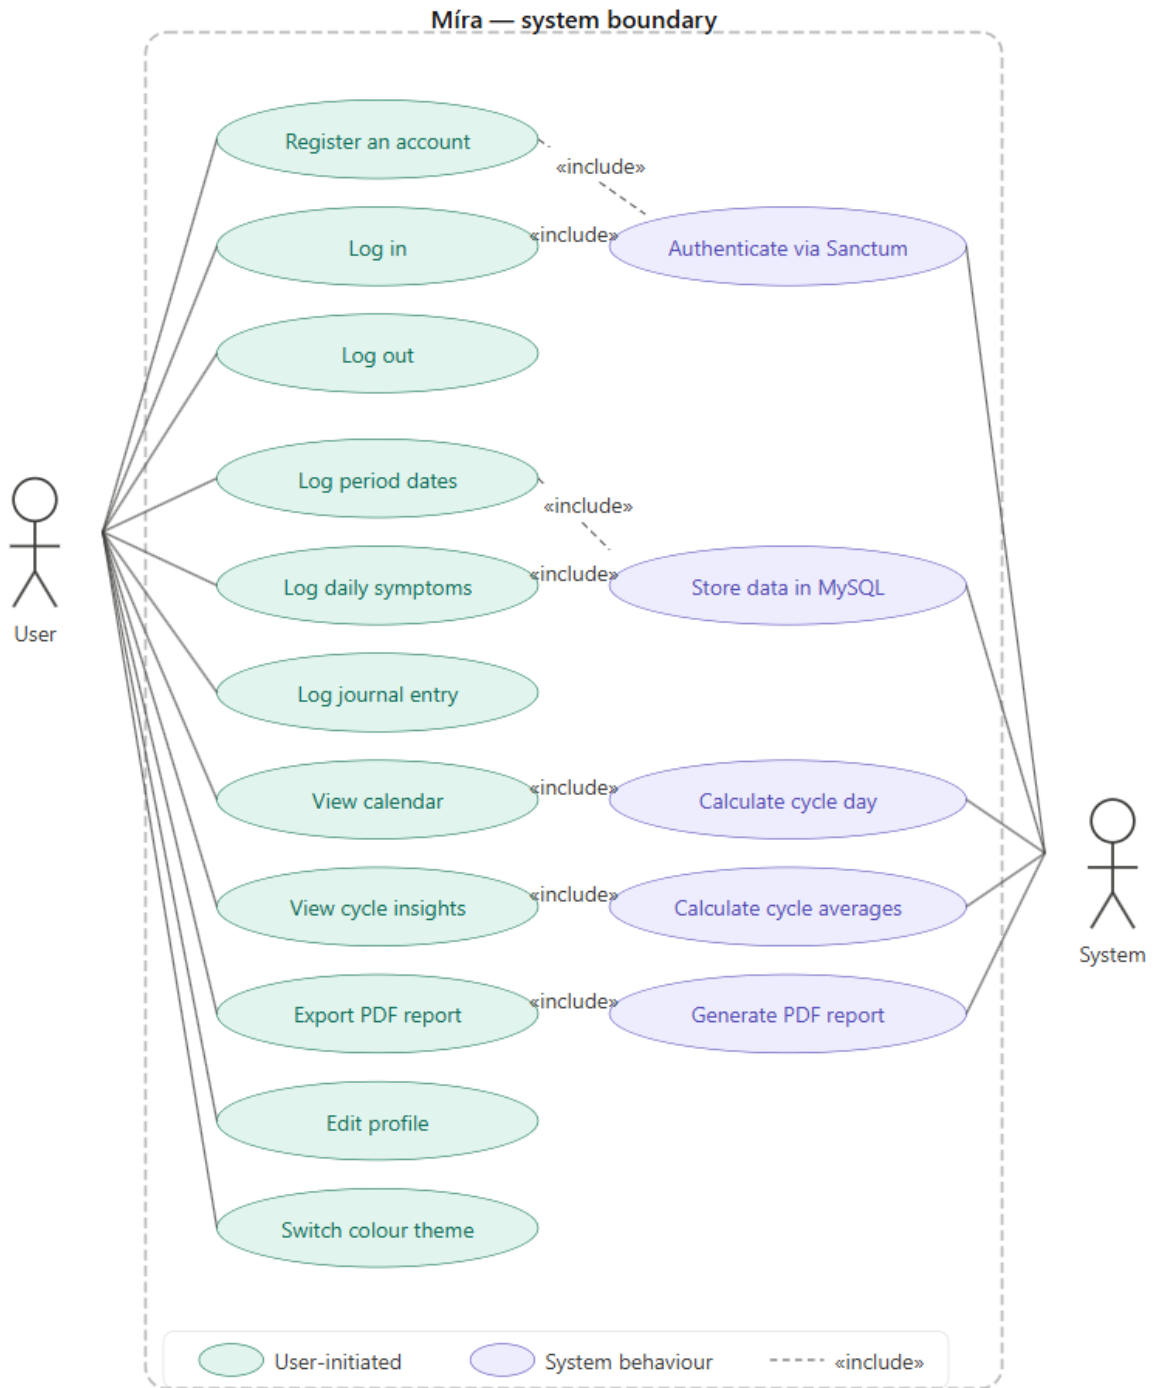 Míra — system boundary
Register an account
«include»
Log in
«include»
Authenticate via Sanctum
Log out
Log period dates
«include»
Log daily symptoms
«include»
Store data in MySQL
User
Log journal entry
View calendar
«include»
Calculate cycle day
View cycle insights
«include»
Calculate cycle averages
System
Export PDF report
«include»
Generate PDF report
Edit profile
Switch colour theme
User-initiated
System behaviour
«include»